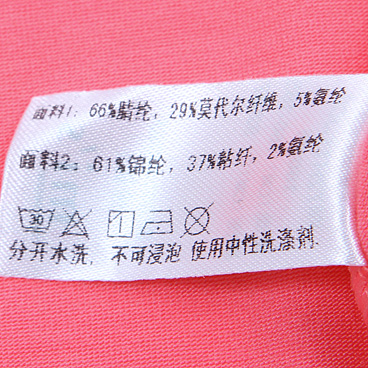 面料1：66%腈纶，29%莫代尔纤维，5%氨纶
面料2：61%锦纶，37%粘纤，2%氨纶
30
分开水洗，不可浸泡 使用中性洗涤剂.